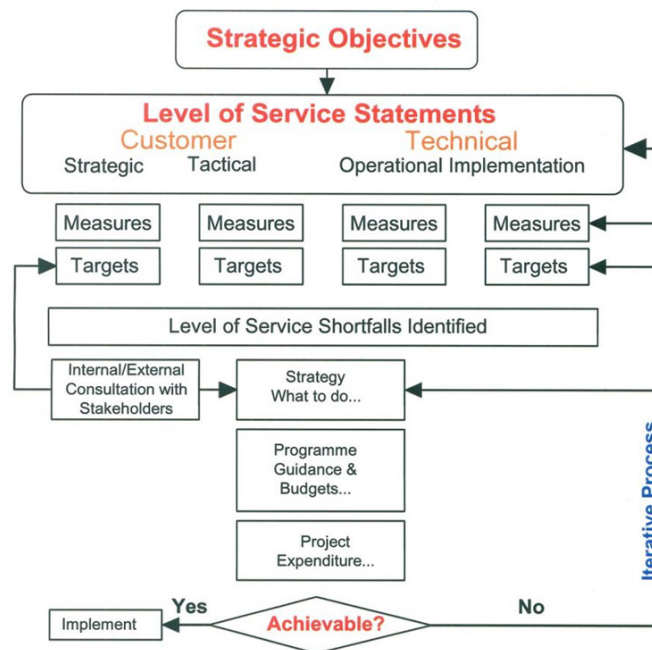 Strategic Objectives
Level of Service Statements
Customer Technical
Strategic Tactical Operational Implementation
Measures Measures Measures Measures
Targets Targets Targets Targets
Level of Service Shortfalls Identified
Internal/External
Consultation with
Stakeholders
Strategy
What to do...
Programme
Guidance &
Budgets...
Project
Expenditure...
Iterative Process
Yes No
Implement Achievable?